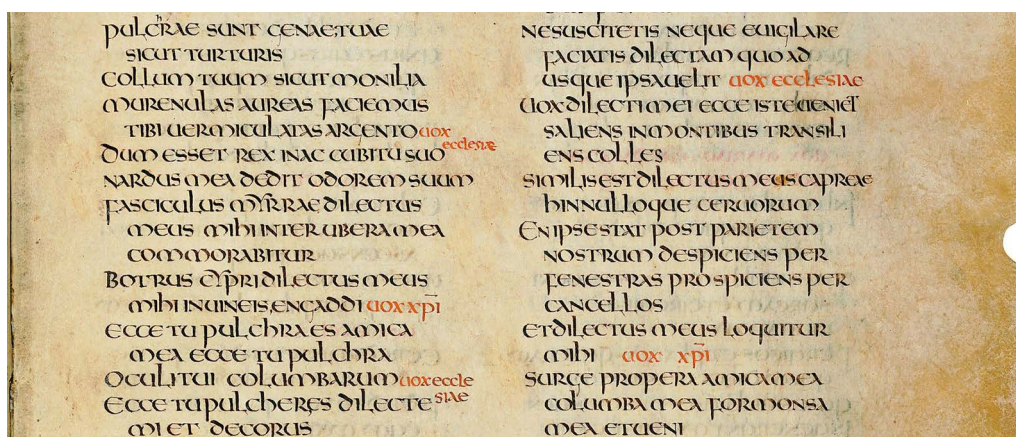 pulchrae sunt genae tuae
sicut turturis
collum tuum sicut monilia
murenulas aureas faciemus
tibi uermiculatas argento uox
ecclesiae
dum esset rex in accubitu suo
nardus mea dedit odorem suum
fasciculus myrrae dilectus
meus mihi inter ubera mea
commorabitur
botrus cypri dilectus meus
mihi in uineis engaddi uox xp̄i
ecce tu pulchra es amica
mea ecce tu pulchra
oculi tui columbarum uox eccle
siae
ecce tu pulcher es dilecte
mi et decorus
ne suscitetis neque euigilare
faciatis dilectam quo ad
usque ipsa uelit uox ecclesiae
uox dilecti mei ecce iste uenit
saliens in montibus transili
ens colles
similis est dilectus meus capreae
hinnuloque ceruorum
en ipse stat post parietem
nostrum despiciens per
fenestras prospiciens per
cancellos
et dilectus meus loquitur
mihi uox xp̄i
surge propera amica mea
columba mea formonsa
mea et ueni